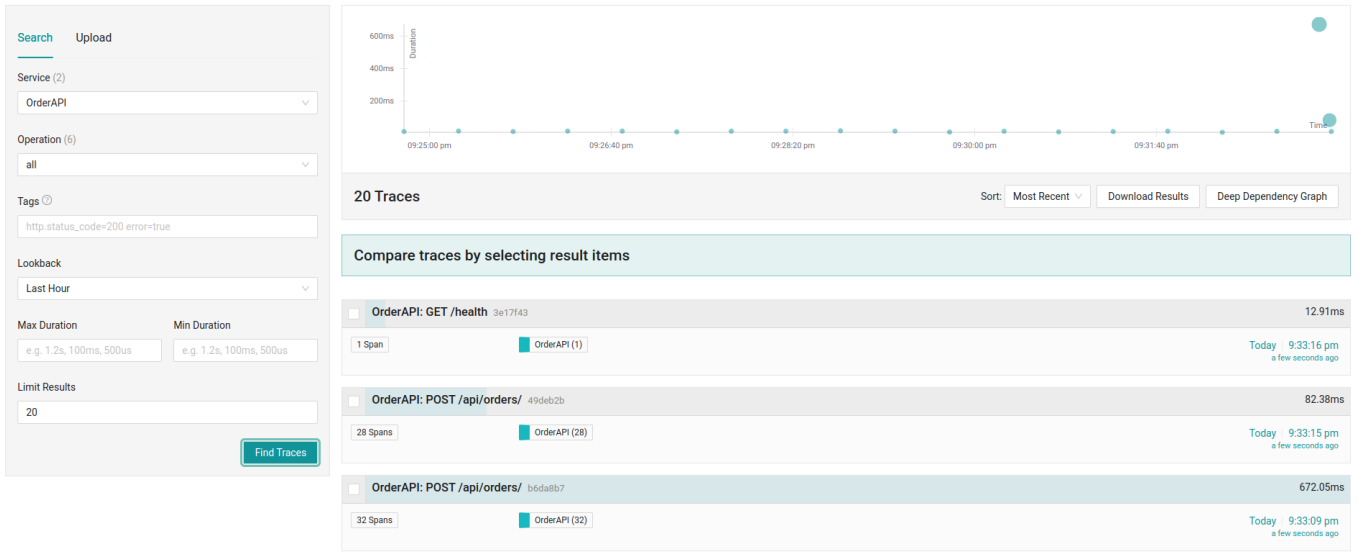 Search Upload
Service (2)
OrderAPI
Operation (6)
all
Tags
http.status_code=200 error=true
Lookback
Last Hour
Max Duration Min Duration
e.g. 1.2s, 100ms, 500us e.g. 1.2s, 100ms, 500us
Limit Results
20
Find Traces
Duration
600ms
400ms
200ms
Time
09:25:00 pm 09:26:40 pm 09:28:20 pm 09:30:00 pm 09:31:40 pm
20 Traces Sort: Most Recent Download Results Deep Dependency Graph
Compare traces by selecting result items
OrderAPI: GET /health 3e17f43 12.91ms
1 Span OrderAPI (1) Today 9:33:16 pm
a few seconds ago
OrderAPI: POST /api/orders/ 49deb2b 82.38ms
28 Spans OrderAPI (28) Today 9:33:15 pm
a few seconds ago
OrderAPI: POST /api/orders/ b6da8b7 672.05ms
32 Spans OrderAPI (32) Today 9:33:09 pm
a few seconds ago